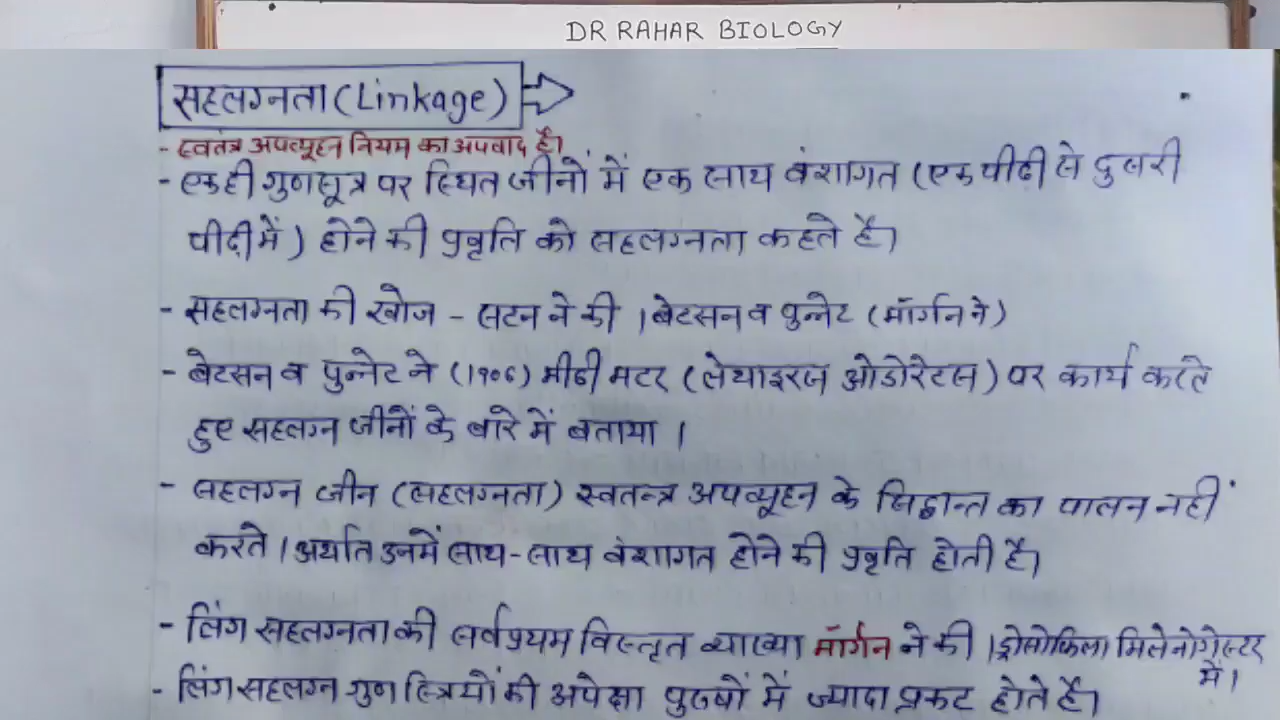 DR RAHAR BIOLOGY
सहलग्नता (Linkage)
- स्वतंत्र अपव्यूहन नियम का अपवाद है।
- एक ही गुणसूत्र पर स्थित जीनों में एक साथ वंशागत (एक पीढी से दुसरी
पीढी में) होने की प्रवृति को सहलग्नता कहते है।
- सहलग्नता की खोज - सटन ने की । बेटसन व पुन्नेट (मॉर्गन ने)
- बेटसन व पुन्नेट ने (1906) मीठी मटर (लेथाइरस ओडोरेटस) पर कार्य करते
हुए सहलग्न जीनों के बारे में बताया ।
- सहलग्न जीन (सहलग्नता) स्वतन्त्र अपव्यूहन के सिद्धान्त का पालन नहीं
करते । अर्थात उनमें साथ-साथ वंशागत होने की प्रवृति होती है।
- लिंग सहलग्नता की सर्वप्रथम विस्तृत व्याख्या मॉर्गन ने की । ड्रोसोफिला मिलेनोगेस्टर
में।
- लिंग सहलग्न गुण स्त्रियों की अपेक्षा पुरुषों में ज्यादा प्रकट होते है।